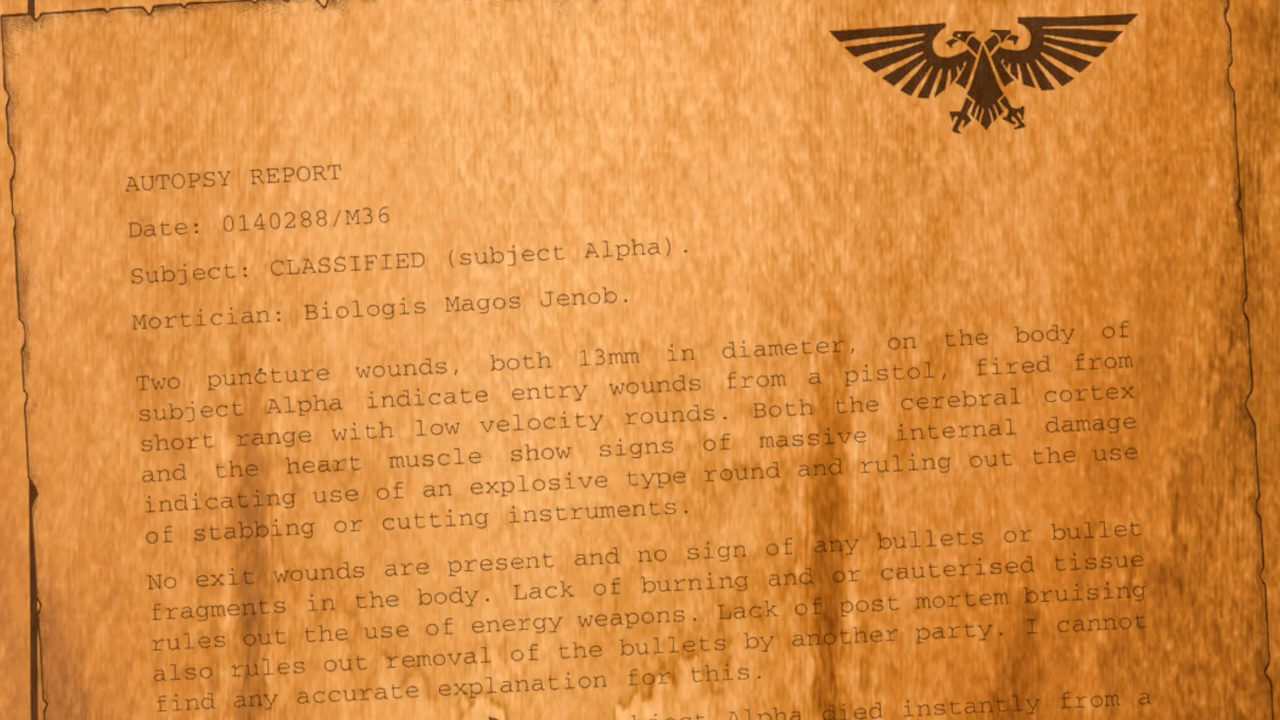 AUTOPSY REPORT
Date: 0140288/M36
Subject: CLASSIFIED (subject Alpha).
Mortician: Biologis Magos Jenob.
Two puncture wounds, both 13mm in diameter, on the body of
subject Alpha indicate entry wounds from a pistol, fired from
short range with low velocity rounds. Both the cerebral cortex
and the heart muscle show signs of massive internal damage
indicating use of an explosive type round and ruling out the use
of stabbing or cutting instruments.
No exit wounds are present and no sign of any bullets or bullet
fragments in the body. Lack of burning and or cauterised tissue
rules out the use of energy weapons. Lack of post mortem bruising
also rules out removal of the bullets by another party. I cannot
find any accurate explanation for this.
Alpha died instantly from a